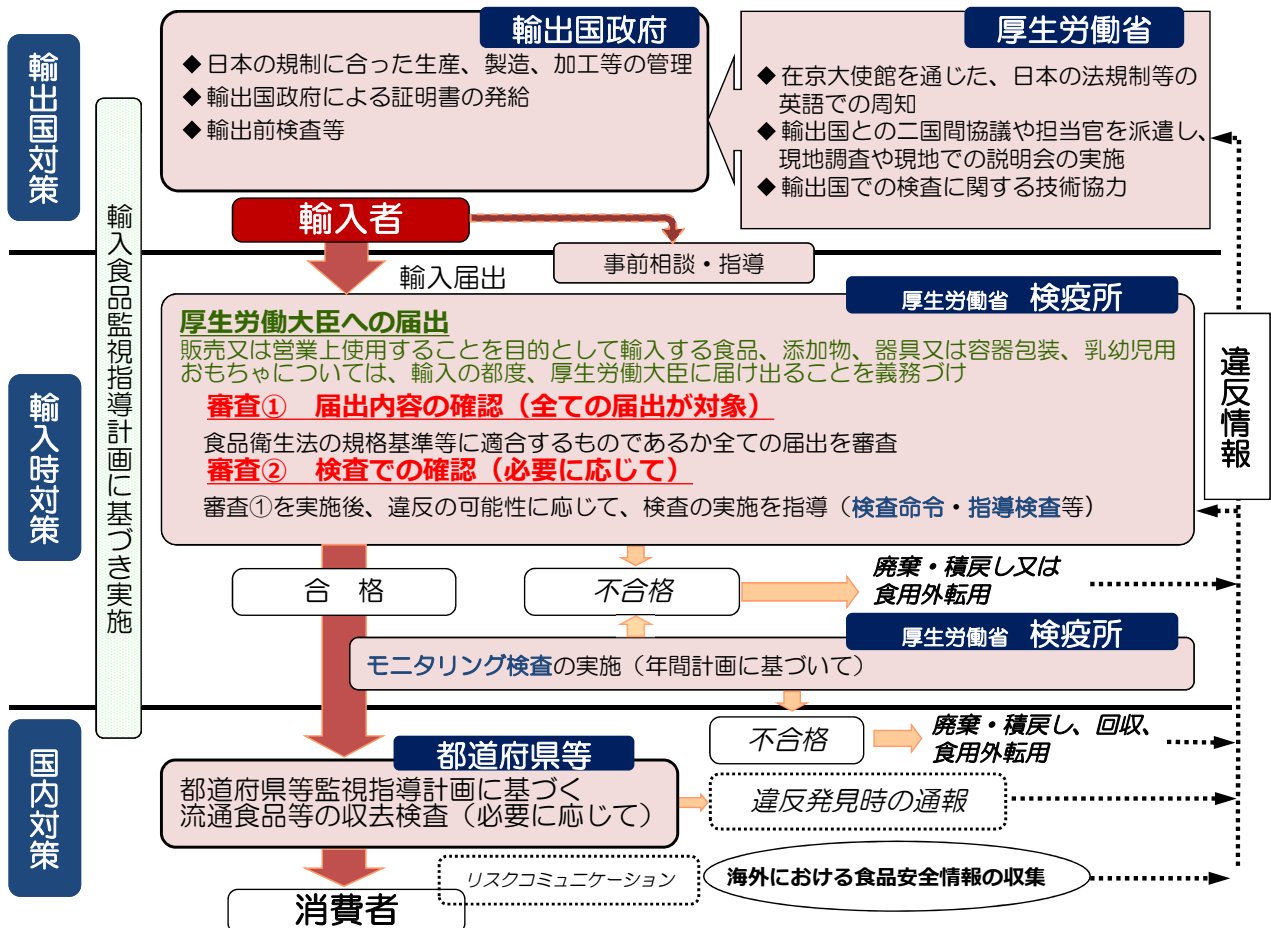 輸出国対策
輸入食品監視指導計画に基づき実施
輸出国政府
◆日本の規制に合った生産、製造、加工等の管理
◆輸出国政府による証明書の発給
◆輸出前検査等
厚生労働省
◆在京大使館を通じた、日本の法規制等の
英語での周知
◆輸出国との二国間協議や担当官を派遣し、
現地調査や現地での説明会の実施
◆輸出国での検査に関する技術協力
輸入者
事前相談・指導
輸入届出
輸入時対策
厚生労働省 検疫所
厚生労働大臣への届出
販売又は営業上使用することを目的として輸入する食品、添加物、器具又は容器包装、乳幼児用
おもちゃについては、輸入の都度、厚生労働大臣に届け出ることを義務づけ
審査① 届出内容の確認（全ての届出が対象）
食品衛生法の規格基準等に適合するものであるか全ての届出を審査
審査② 検査での確認（必要に応じて）
審査①を実施後、違反の可能性に応じて、検査の実施を指導（検査命令・指導検査等）
違反情報
合 格
不合格
廃棄・積戻し又は
食用外転用
厚生労働省 検疫所
モニタリング検査の実施（年間計画に基づいて）
国内対策
不合格
廃棄・積戻し、回収、
食用外転用
都道府県等
都道府県等監視指導計画に基づく
流通食品等の収去検査（必要に応じて）
違反発見時の通報
リスクコミュニケーション
海外における食品安全情報の収集
消費者